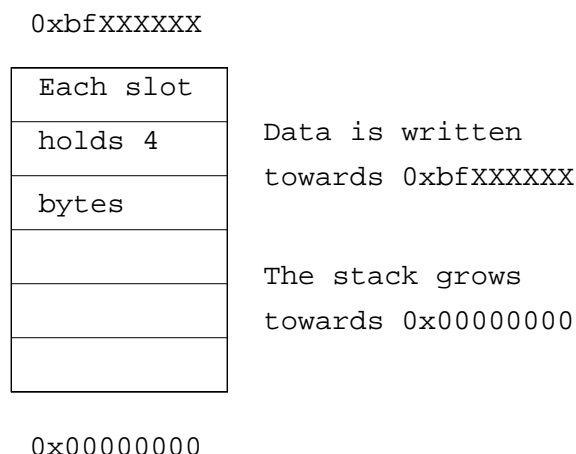 0xbfXXXXXX
Each slot
holds 4
bytes
Data is written
towards 0xbfXXXXXX
The stack grows
towards 0x00000000
0x00000000